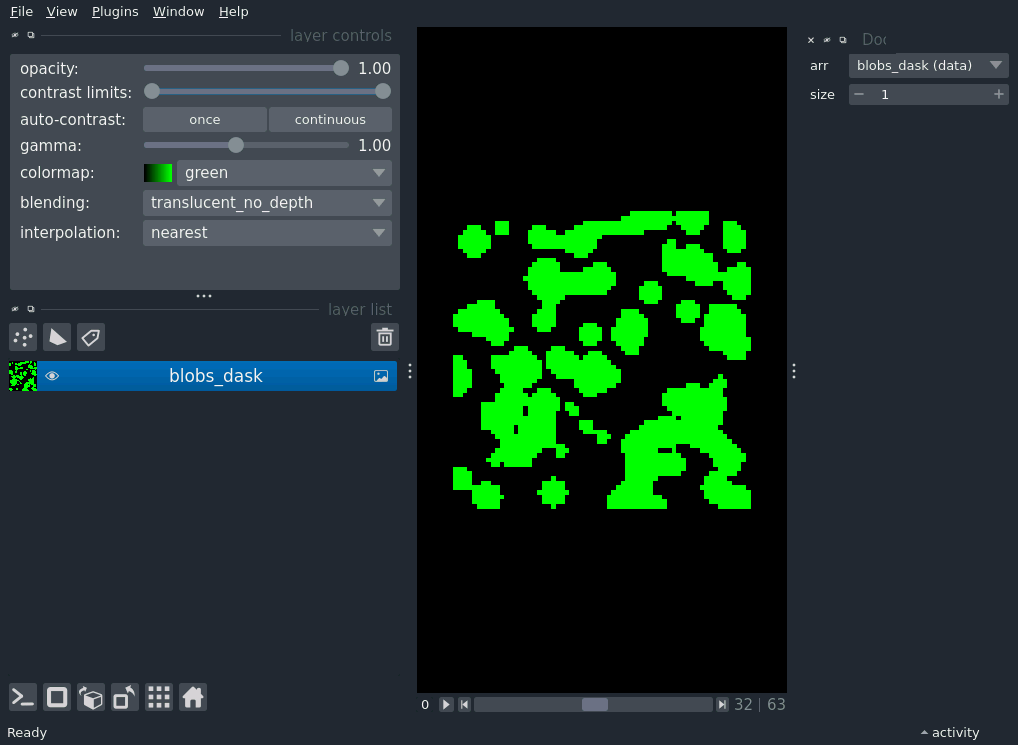 File View Plugins Window Help
layer controls
opacity: 1.00
contrast limits:
auto-contrast: once continuous
gamma: 1.00
colormap: green
blending: translucent_no_depth
interpolation: nearest
layer list
blobs_dask
arr blobs_dask (data)
size 1
0 32 | 63
Ready
activity